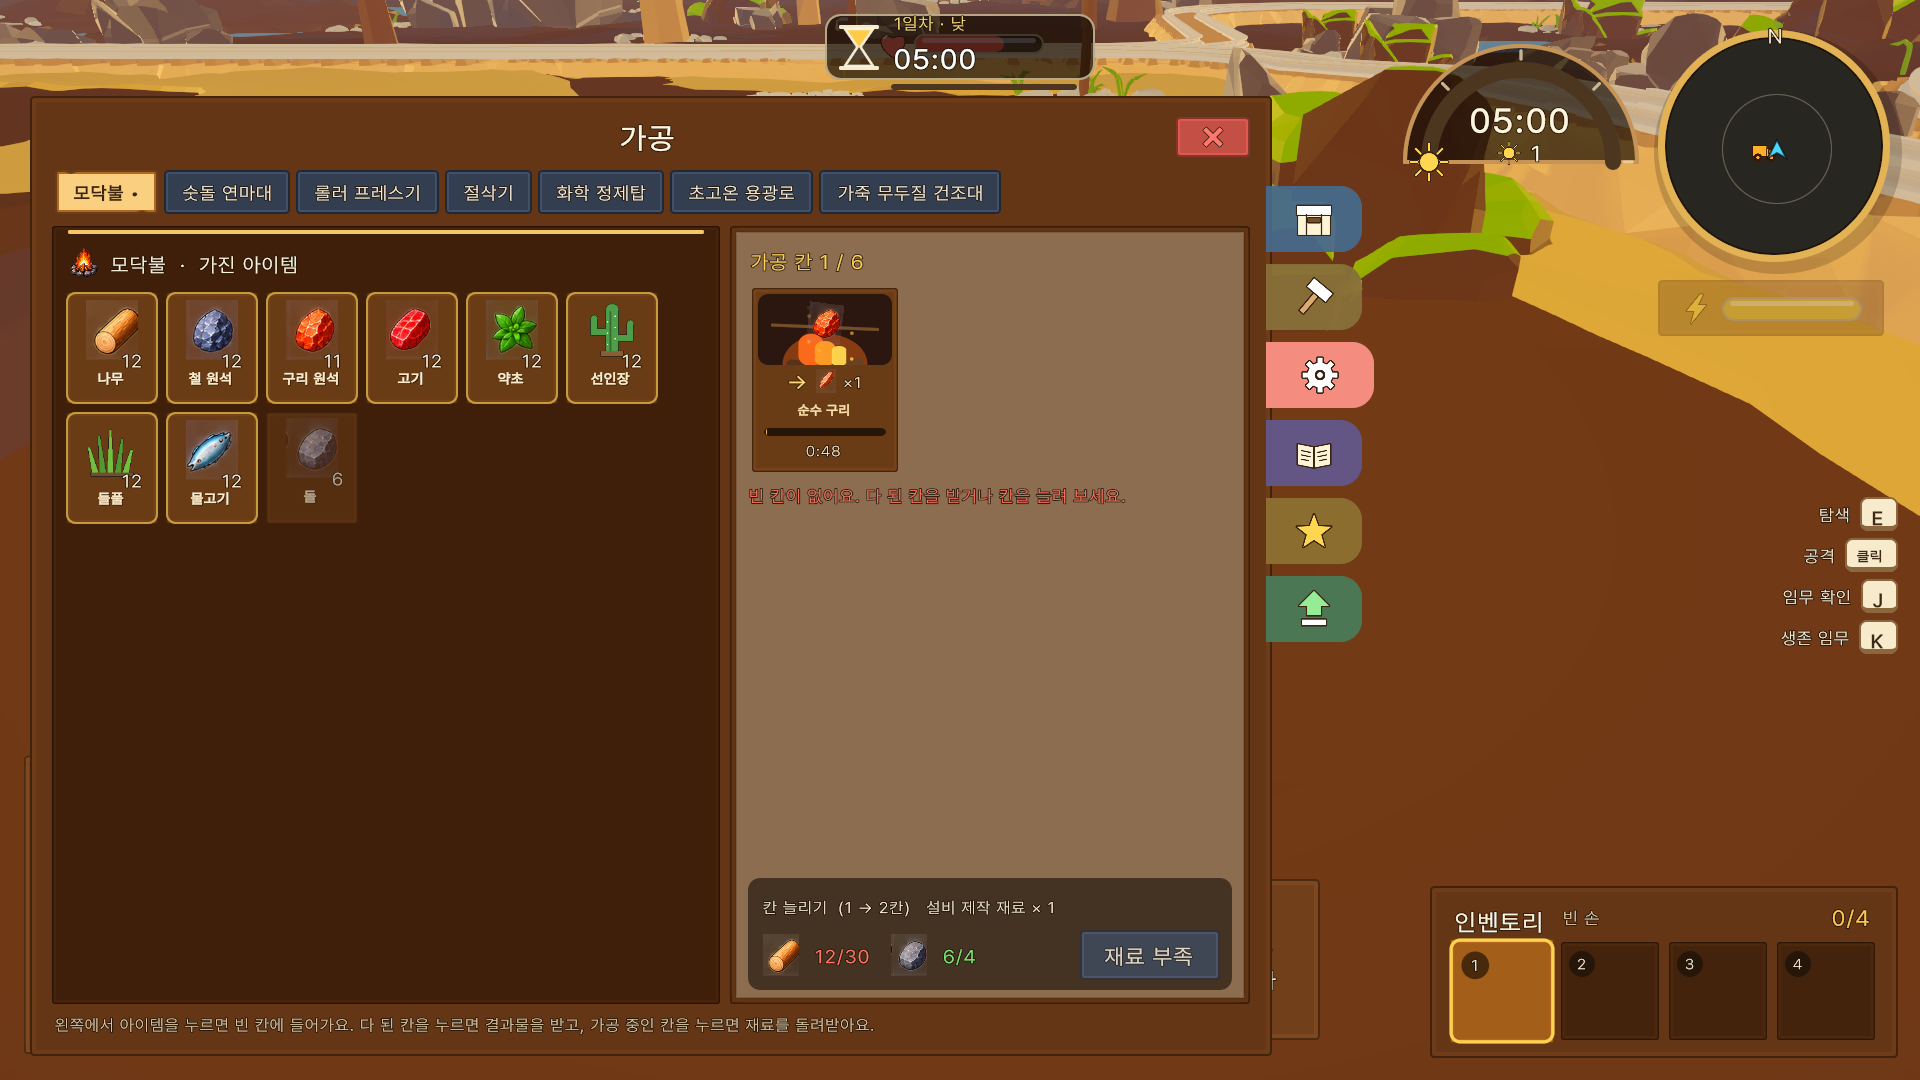 1일차 · 낮
05:00
N
05:00
1
가공
모닥불 •
숫돌 연마대
롤러 프레스기
절삭기
화학 정제탑
초고온 용광로
가죽 무두질 건조대
모닥불 · 가진 아이템
12
나무
12
철 원석
11
구리 원석
12
고기
12
약초
12
선인장
12
들풀
12
물고기
6
돌
가공 칸 1 / 6
→ ×1
순수 구리
0:48
빈 칸이 없어요. 다 된 칸을 받거나 칸을 늘려 보세요.
칸 늘리기 (1 → 2칸) 설비 제작 재료 × 1
12/30
6/4
재료 부족
왼쪽에서 아이템을 누르면 빈 칸에 들어가요. 다 된 칸을 누르면 결과물을 받고, 가공 중인 칸을 누르면 재료를 돌려받아요.
탐색 E
공격 클릭
임무 확인 J
생존 임무 K
인벤토리 빈 손 0/4
1
2
3
4